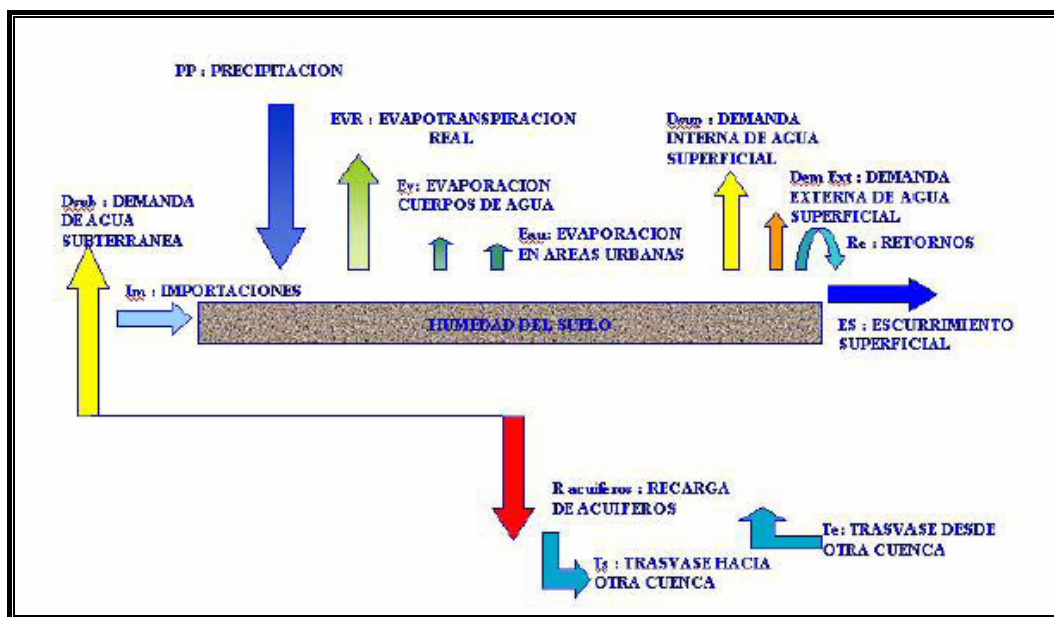 PP : PRECIPITACION
EVR : EVAPOTRANSPIRACION
REAL
Dsup : DEMANDA
INTERNA DE AGUA
SUPERFICIAL
Ev: EVAPORACION
CUERPOS DE AGUA
Dem Ext : DEMANDA
EXTERNA DE AGUA
SUPERFICIAL
Dsub : DEMANDA
DE AGUA
SUBTERRANEA
Eau: EVAPORACION
EN AREAS URBANAS
Re : RETORNOS
Im : IMPORTACIONES
HUMEDAD DEL SUELO
ES : ESCURRIMIENTO
SUPERFICIAL
R acuiferos : RECARGA
DE ACUIFEROS
Te: TRASVASE DESDE
OTRA CUENCA
Ts : TRASVASE HACIA
OTRA CUENCA